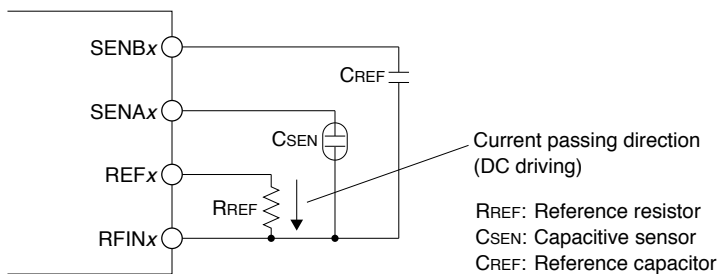 SENBx
CREF
SENAx
CSEN
Current passing direction
(DC driving)
REFx
RREF
RREF: Reference resistor
RFINx
CSEN: Capacitive sensor
CREF: Reference capacitor